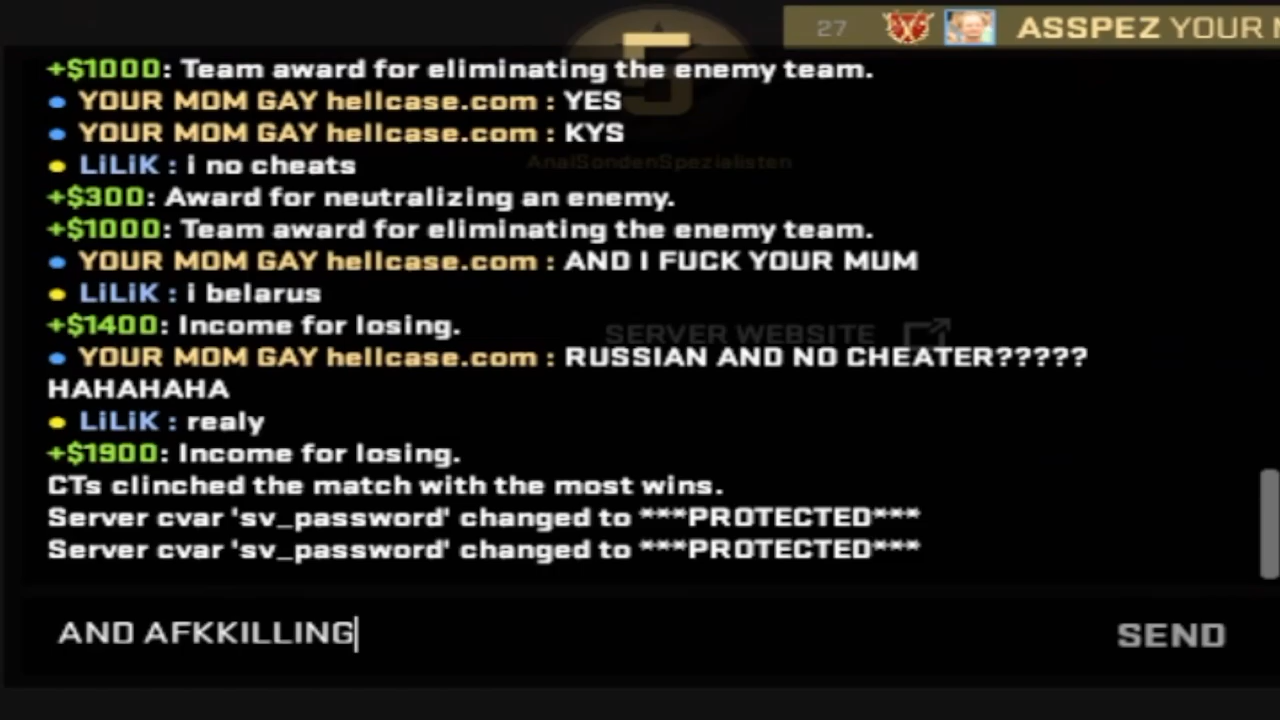 27 ASSPEZ YOUR
5
+$1000: Team award for eliminating the enemy team.
• YOUR MOM GAY hellcase.com : YES
• YOUR MOM GAY hellcase.com : KYS
AnalSondenSpezialisten
• LiLiK : i no cheats
+$300: Award for neutralizing an enemy.
+$1000: Team award for eliminating the enemy team.
• YOUR MOM GAY hellcase.com : AND I FUCK YOUR MUM
• LiLiK : i belarus
+$1400: Income for losing.
SERVER WEBSITE
• YOUR MOM GAY hellcase.com : RUSSIAN AND NO CHEATER?????
HAHAHAHA
• LiLiK : realy
+$1900: Income for losing.
CTs clinched the match with the most wins.
Server cvar 'sv_password' changed to ***PROTECTED***
Server cvar 'sv_password' changed to ***PROTECTED***
AND AFKKILLING
SEND